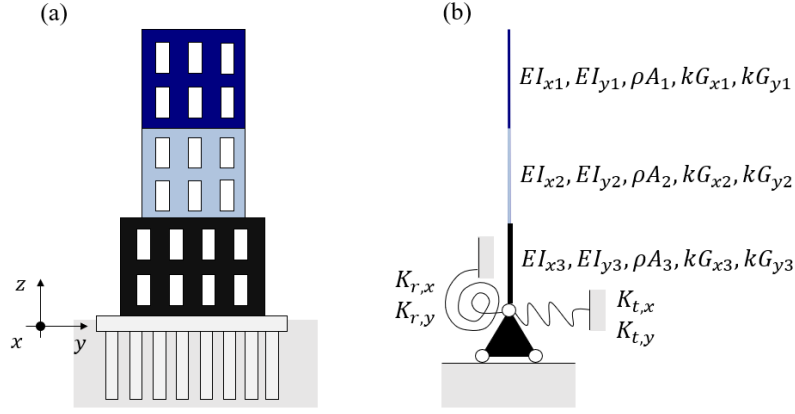 (a)
(b)
EI_{x1}, EI_{y1}, ρA_1, kG_{x1}, kG_{y1}
EI_{x2}, EI_{y2}, ρA_2, kG_{x2}, kG_{y2}
EI_{x3}, EI_{y3}, ρA_3, kG_{x3}, kG_{y3}
z
x
y
K_{r,x}
K_{r,y}
K_{t,x}
K_{t,y}